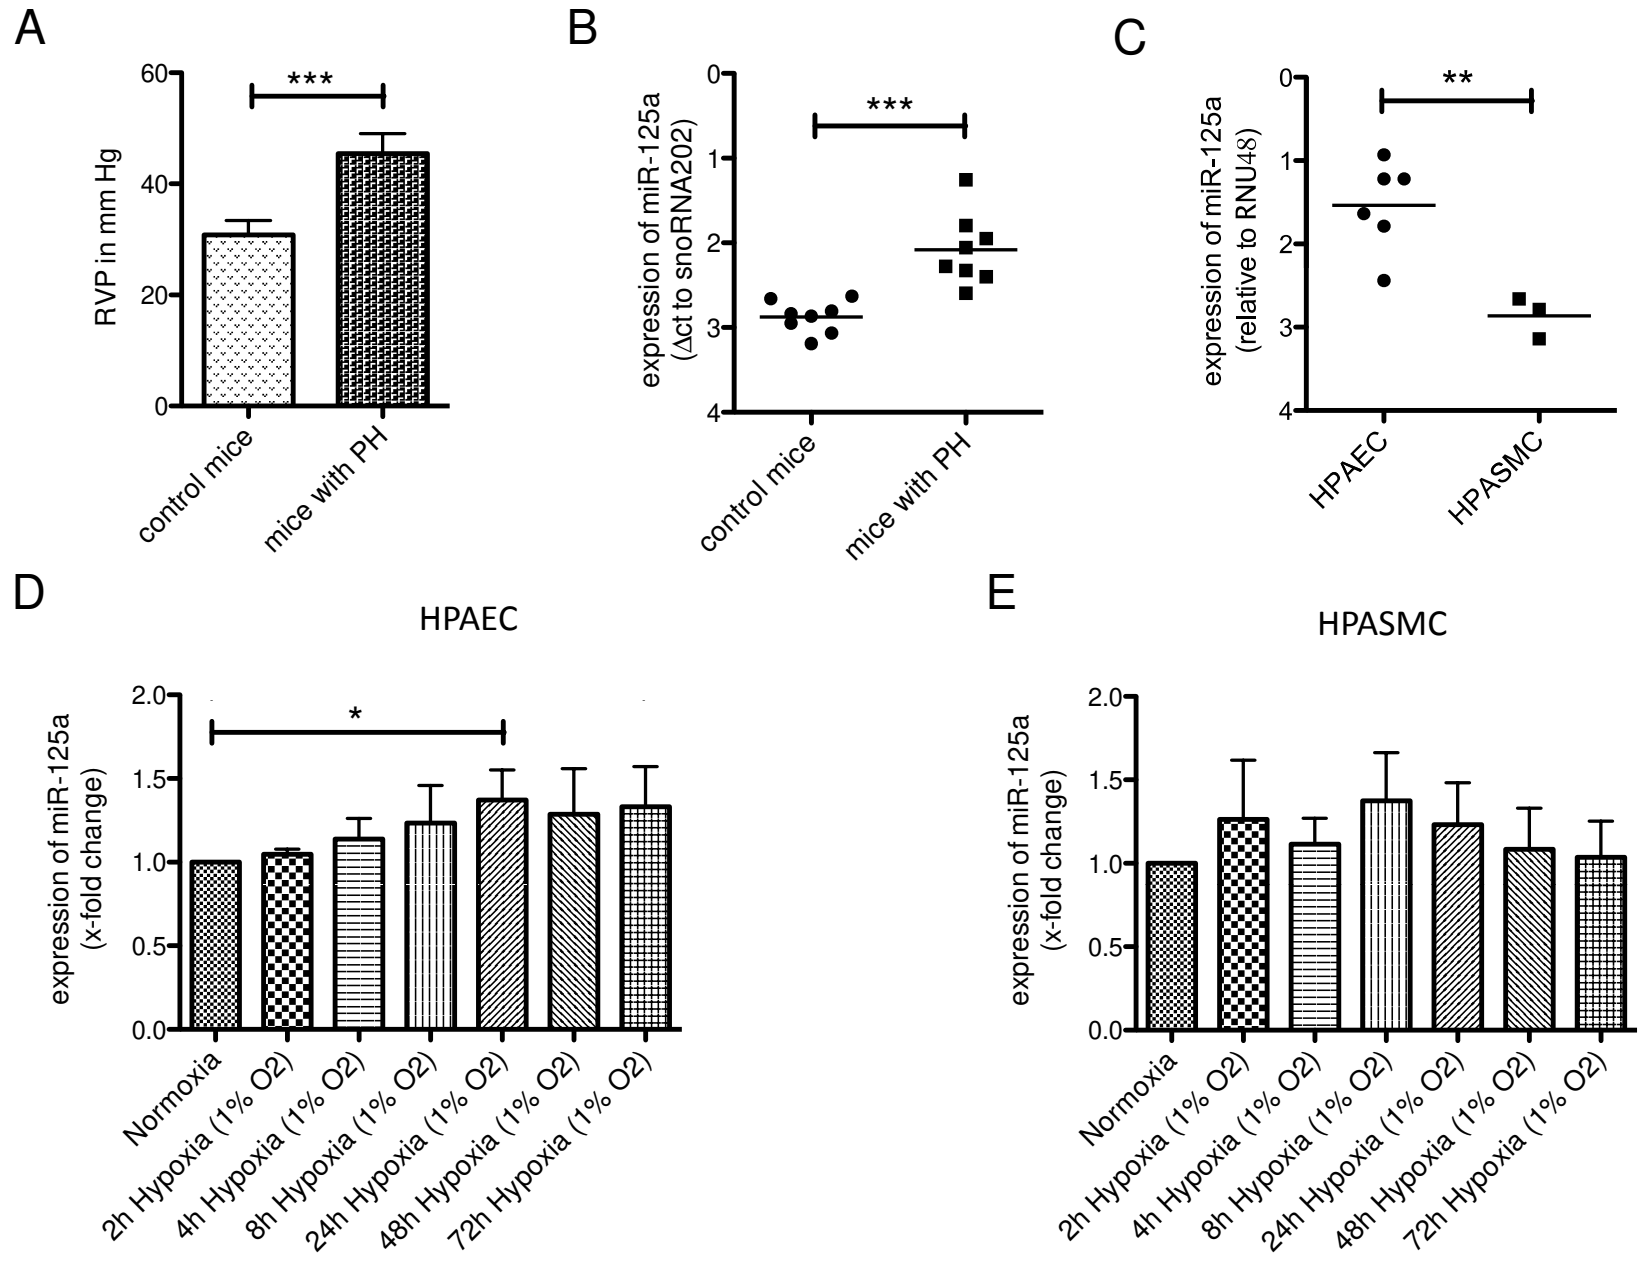 A
60
40
20
0
RVP in mm Hg
***
control mice
mice with PH
B
0
1
2
3
4
expression of miR-125a
(Δct to snoRNA202)
***
control mice
mice with PH
C
0
1
2
3
4
expression of miR-125a
(relative to RNU48)
**
HPAEC
HPASMC
D
HPAEC
2.0
1.5
1.0
0.5
0.0
expression of miR-125a
(x-fold change)
*
Normoxia
2h Hypoxia (1% O2)
4h Hypoxia (1% O2)
8h Hypoxia (1% O2)
24h Hypoxia (1% O2)
48h Hypoxia (1% O2)
72h Hypoxia (1% O2)
E
HPASMC
2.0
1.5
1.0
0.5
0.0
expression of miR-125a
(x-fold change)
Normoxia
2h Hypoxia (1% O2)
4h Hypoxia (1% O2)
8h Hypoxia (1% O2)
24h Hypoxia (1% O2)
48h Hypoxia (1% O2)
72h Hypoxia (1% O2)